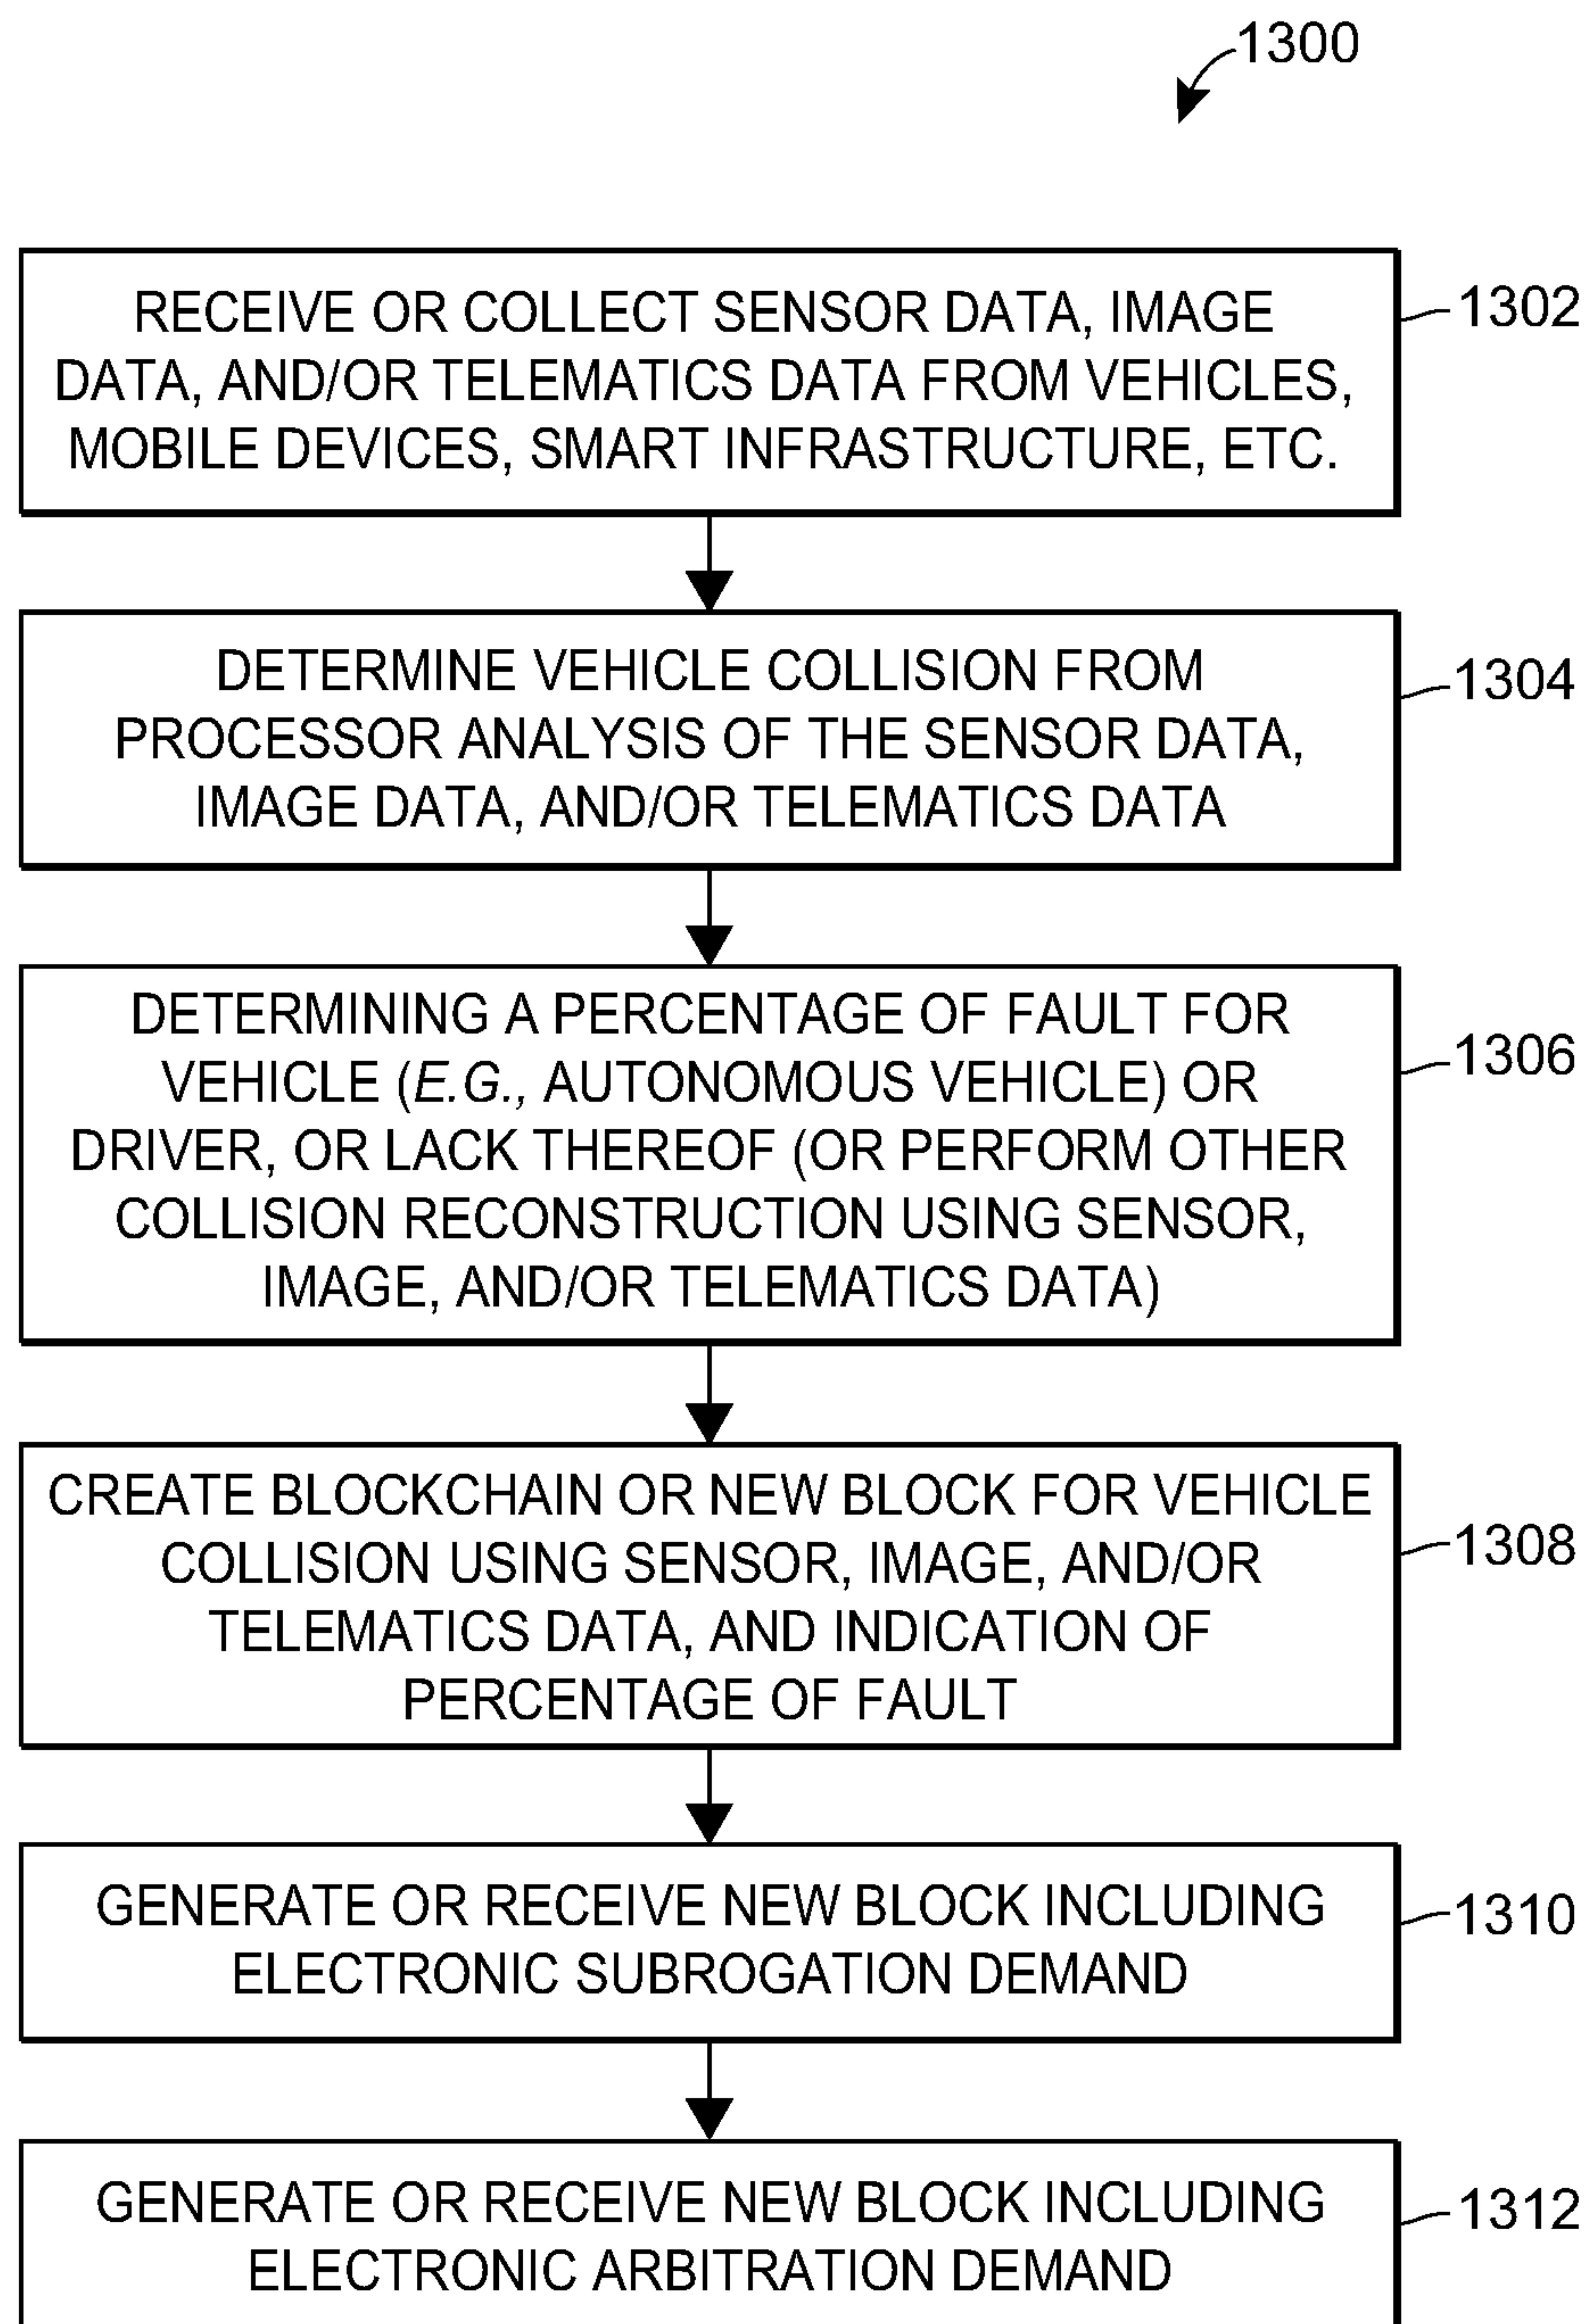 1300
RECEIVE OR COLLECT SENSOR DATA, IMAGE
DATA, AND/OR TELEMATICS DATA FROM VEHICLES,
MOBILE DEVICES, SMART INFRASTRUCTURE, ETC.
1302
DETERMINE VEHICLE COLLISION FROM
PROCESSOR ANALYSIS OF THE SENSOR DATA,
IMAGE DATA, AND/OR TELEMATICS DATA
1304
DETERMINING A PERCENTAGE OF FAULT FOR
VEHICLE (E.G., AUTONOMOUS VEHICLE) OR
DRIVER, OR LACK THEREOF (OR PERFORM OTHER
COLLISION RECONSTRUCTION USING SENSOR,
IMAGE, AND/OR TELEMATICS DATA)
1306
CREATE BLOCKCHAIN OR NEW BLOCK FOR VEHICLE
COLLISION USING SENSOR, IMAGE, AND/OR
TELEMATICS DATA, AND INDICATION OF
PERCENTAGE OF FAULT
1308
GENERATE OR RECEIVE NEW BLOCK INCLUDING
ELECTRONIC SUBROGATION DEMAND
1310
GENERATE OR RECEIVE NEW BLOCK INCLUDING
ELECTRONIC ARBITRATION DEMAND
1312